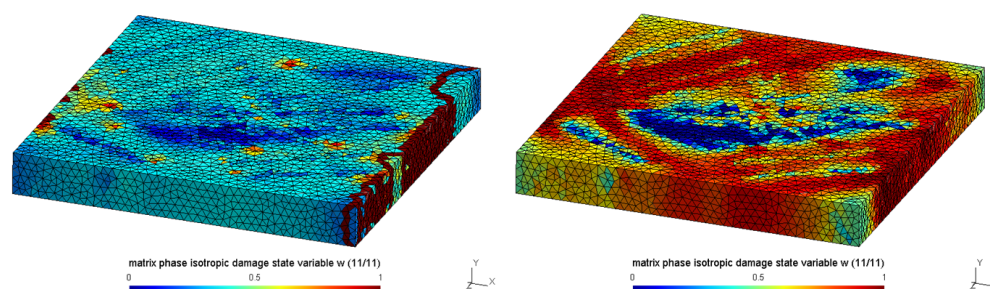 matrix phase isotropic damage state variable w (11/11)
0 0.5 1
Y
Z X
matrix phase isotropic damage state variable w (11/11)
0 0.5 1
Y
Z